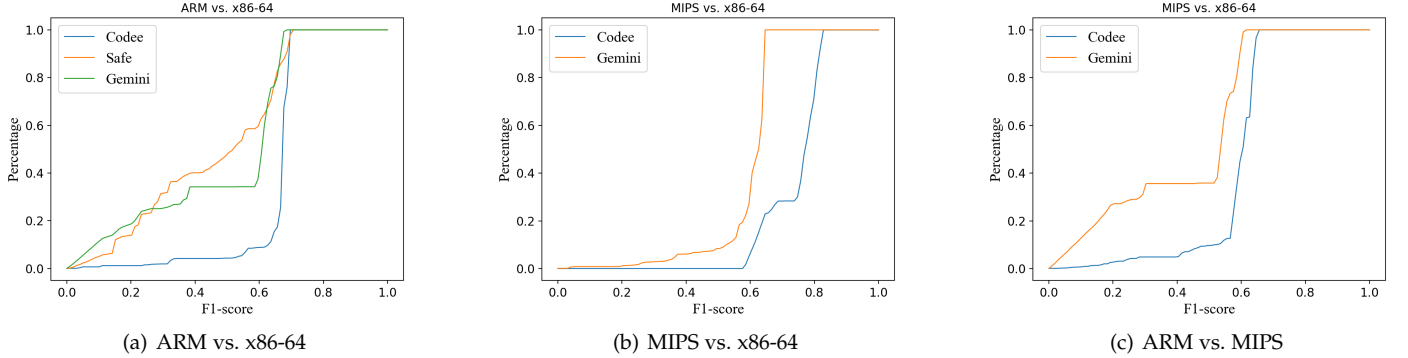 ARM vs. x86-64
Codee
Safe
Gemini
Percentage
1.0
0.8
0.6
0.4
0.2
0.0
0.0 0.2 0.4 0.6 0.8 1.0
F1-score
(a) ARM vs. x86-64
MIPS vs. x86-64
Codee
Gemini
Percentage
1.0
0.8
0.6
0.4
0.2
0.0
0.0 0.2 0.4 0.6 0.8 1.0
F1-score
(b) MIPS vs. x86-64
MIPS vs. x86-64
Codee
Gemini
Percentage
1.0
0.8
0.6
0.4
0.2
0.0
0.0 0.2 0.4 0.6 0.8 1.0
F1-score
(c) ARM vs. MIPS